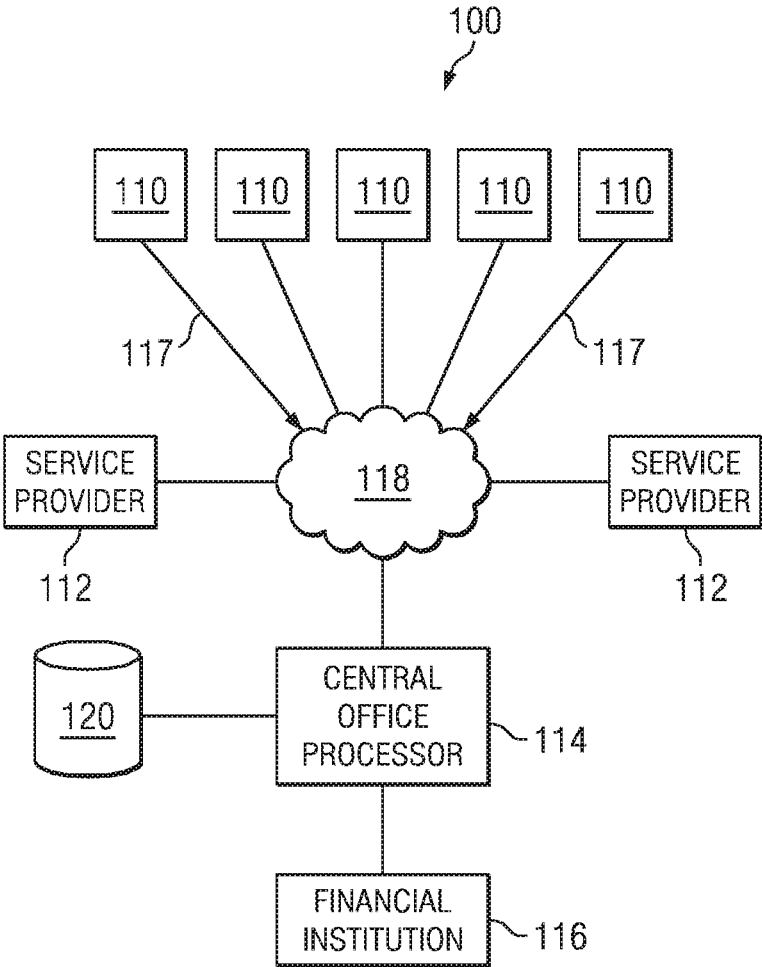 100
110 110 110 110 110
117 117
SERVICE
PROVIDER
112
118
SERVICE
PROVIDER
112
120
CENTRAL
OFFICE
PROCESSOR
114
FINANCIAL
INSTITUTION
116